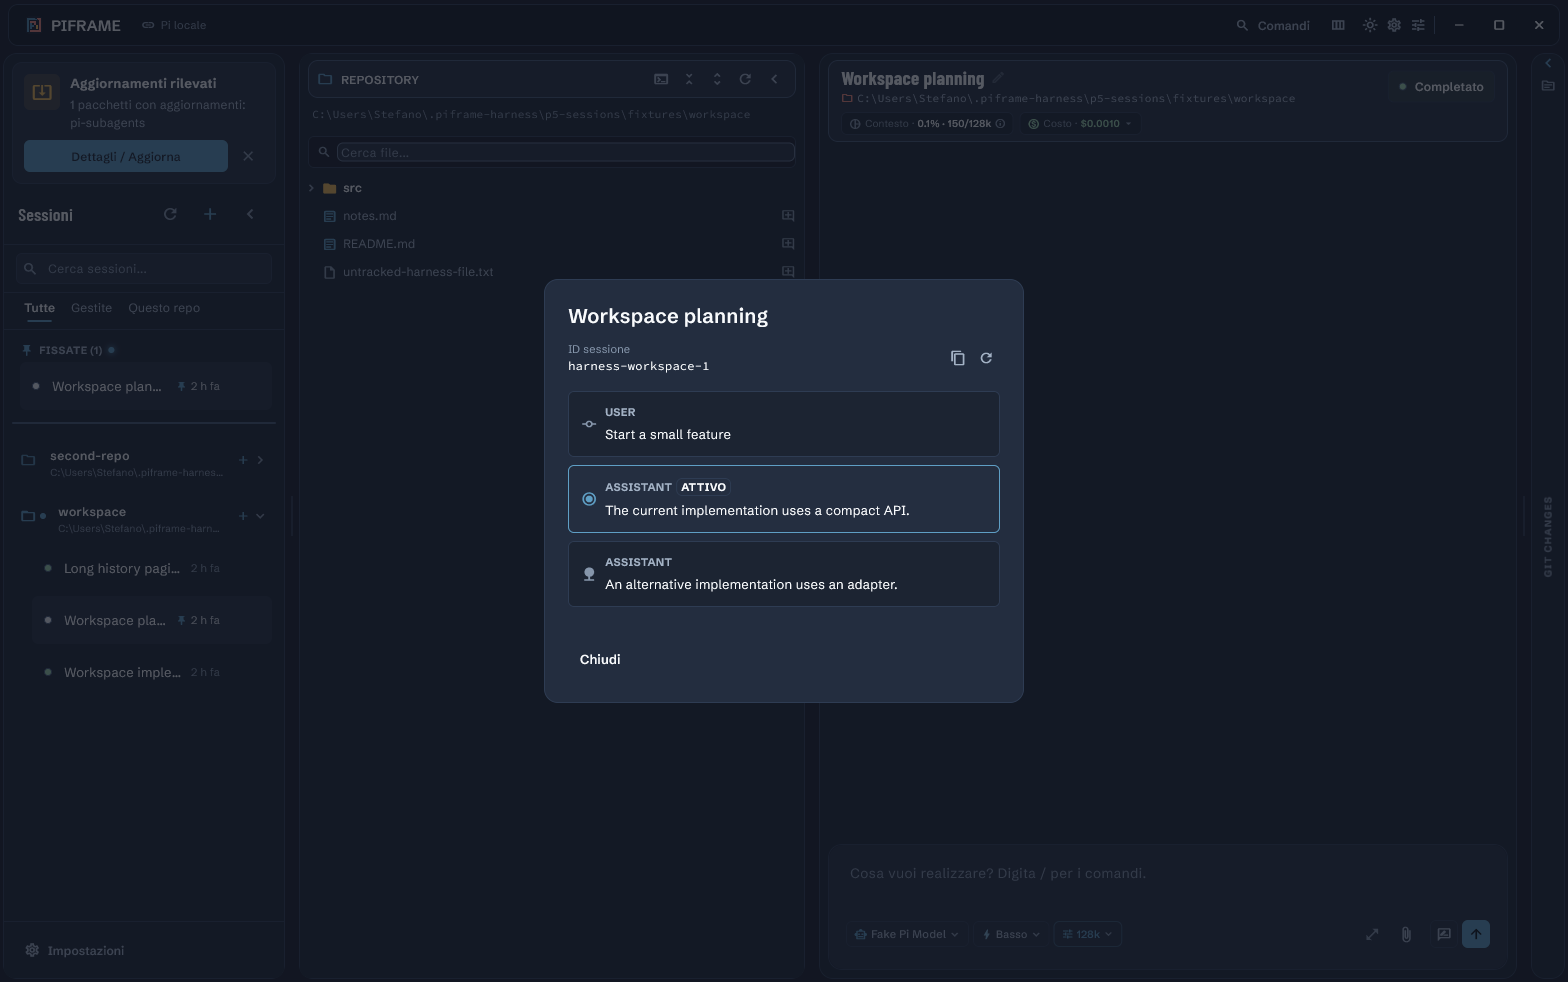 PIFRAME
Pi locale
Comandi
Aggiornamenti rilevati
1 pacchetti con aggiornamenti:
pi-subagents
Dettagli / Aggiorna
Sessioni
Cerca sessioni...
Tutte Gestite Questo repo
FISSATE (1)
Workspace plan... 2 h fa
second-repo
C:\Users\Stefano\.piframe-harnes...
workspace
C:\Users\Stefano\.piframe-harn...
Long history pagi... 2 h fa
Workspace pla... 2 h fa
Workspace imple... 2 h fa
Impostazioni
REPOSITORY
C:\Users\Stefano\.piframe-harness\p5-sessions\fixtures\workspace
Cerca file...
src
notes.md
README.md
untracked-harness-file.txt
Workspace planning
C:\Users\Stefano\.piframe-harness\p5-sessions\fixtures\workspace
Completato
Contesto · 0.1% · 150/128k
Costo · $0.0010
Workspace planning
ID sessione
harness-workspace-1
USER
Start a small feature
ASSISTANT ATTIVO
The current implementation uses a compact API.
ASSISTANT
An alternative implementation uses an adapter.
Chiudi
Cosa vuoi realizzare? Digita / per i comandi.
Fake Pi Model
Basso
128k
GIT CHANGES